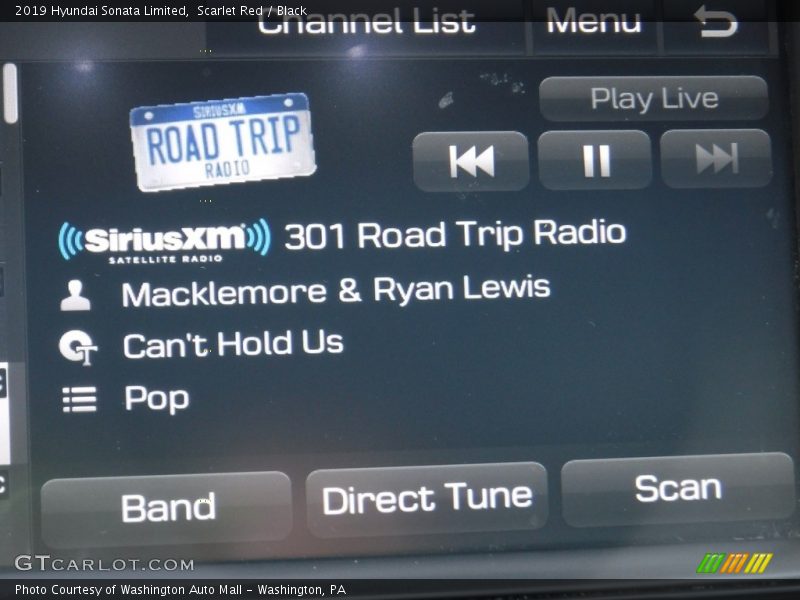 2019 Hyundai Sonata Limited,  Scarlet Red / Black
Channel List
Menu
Play Live
SIRIUSXM
ROAD TRIP
RADIO
SiriusXM
SATELLITE RADIO
301 Road Trip Radio
Macklemore & Ryan Lewis
Can't Hold Us
Pop
Band
Direct Tune
Scan
GTCARLOT.COM
Photo Courtesy of Washington Auto Mall - Washington, PA